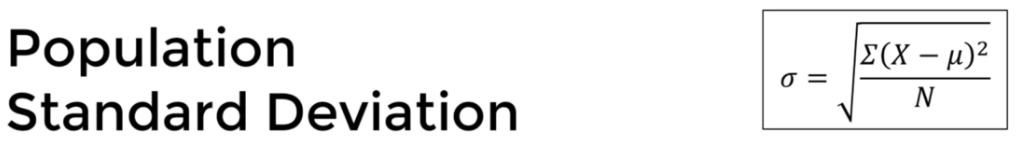 Population
Standard Deviation
σ = √(Σ(X − μ)² / N)